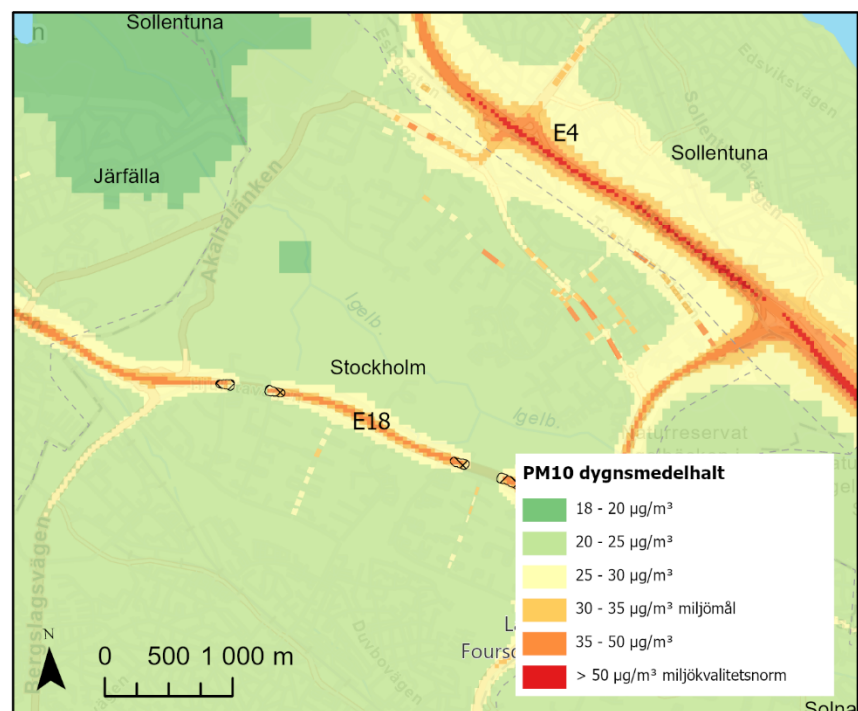 Sollentuna
Edsviksvägen
Sollentunavägen
E4
Sollentuna
Järfälla
Akallalänken
Igelb.
Stockholm
Igelb.
E18
Naturreservat
PM10 dygnsmedelhalt
18 - 20 µg/m³
20 - 25 µg/m³
25 - 30 µg/m³
30 - 35 µg/m³ miljömål
35 - 50 µg/m³
> 50 µg/m³ miljökvalitetsnorm
Bergslagsvägen
Duvbovägen
N
0 500 1 000 m
Solna